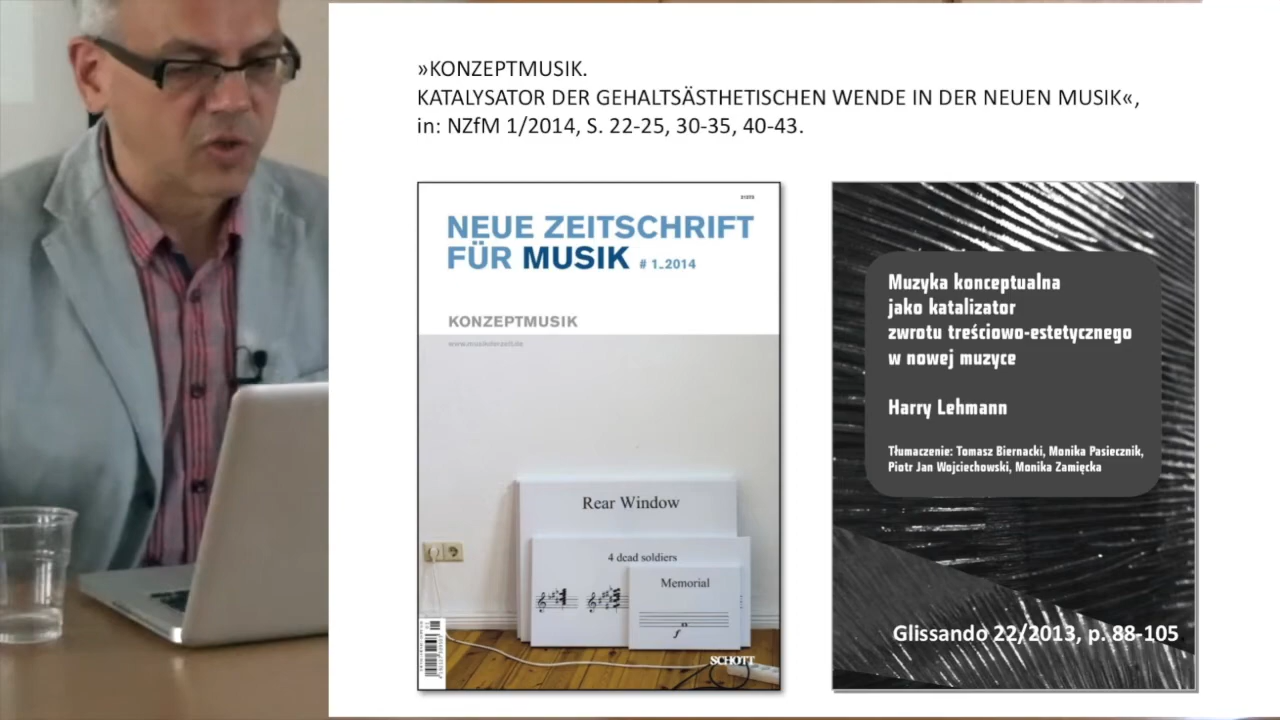 »KONZEPTMUSIK.
KATALYSATOR DER GEHALTSÄSTHETISCHEN WENDE IN DER NEUEN MUSIK«,
in: NZfM 1/2014, S. 22-25, 30-35, 40-43.
NEUE ZEITSCHRIFT
FÜR MUSIK # 1_2014
KONZEPTMUSIK
www.musikderzeit.de
Rear Window
4 dead soldiers
Memorial
f
SCHOTT
Muzyka konceptualna
jako katalizator
zwrotu treściowo-estetycznego
w nowej muzyce
Harry Lehmann
Tłumaczenie: Tomasz Biernacki, Monika Pasiecznik,
Piotr Jan Wojciechowski, Monika Zamięcka
Glissando 22/2013, p. 88-105